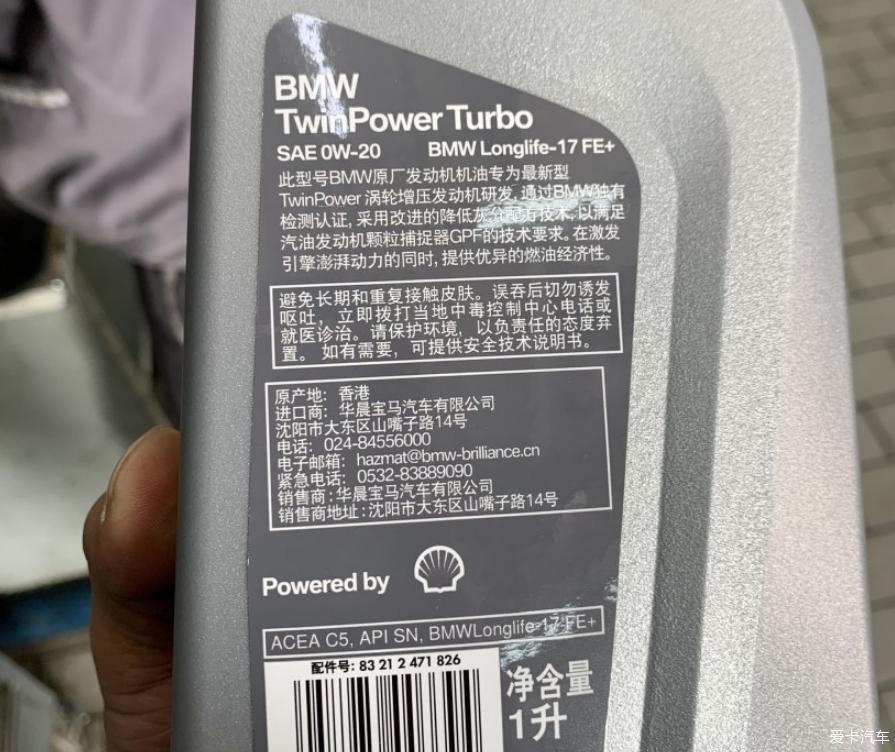 BMW
TwinPower Turbo
SAE 0W-20 BMW Longlife-17 FE+
此型号BMW原厂发动机机油专为最新型
TwinPower 涡轮增压发动机研发,通过BMW独有
检测认证,采用改进的降低灰分配方技术,以满足
汽油发动机颗粒捕捉器GPF的技术要求。在激发
引擎澎湃动力的同时,提供优异的燃油经济性。
避免长期和重复接触皮肤。误吞后切勿诱发
呕吐,立即拨打当地中毒控制中心电话或
就医诊治。请保护环境,以负责任的态度弃
置。如有需要,可提供安全技术说明书。
原产地:香港
进口商:华晨宝马汽车有限公司
沈阳市大东区山嘴子路14号
电话:024-84556000
电子邮箱:hazmat@bmw-brilliance.cn
紧急电话:0532-83889090
销售商:华晨宝马汽车有限公司
销售商地址:沈阳市大东区山嘴子路14号
Powered by
ACEA C5, API SN, BMWLonglife-17 FE+
配件号: 83 21 2 471 826
净含量
1升
爱卡汽车